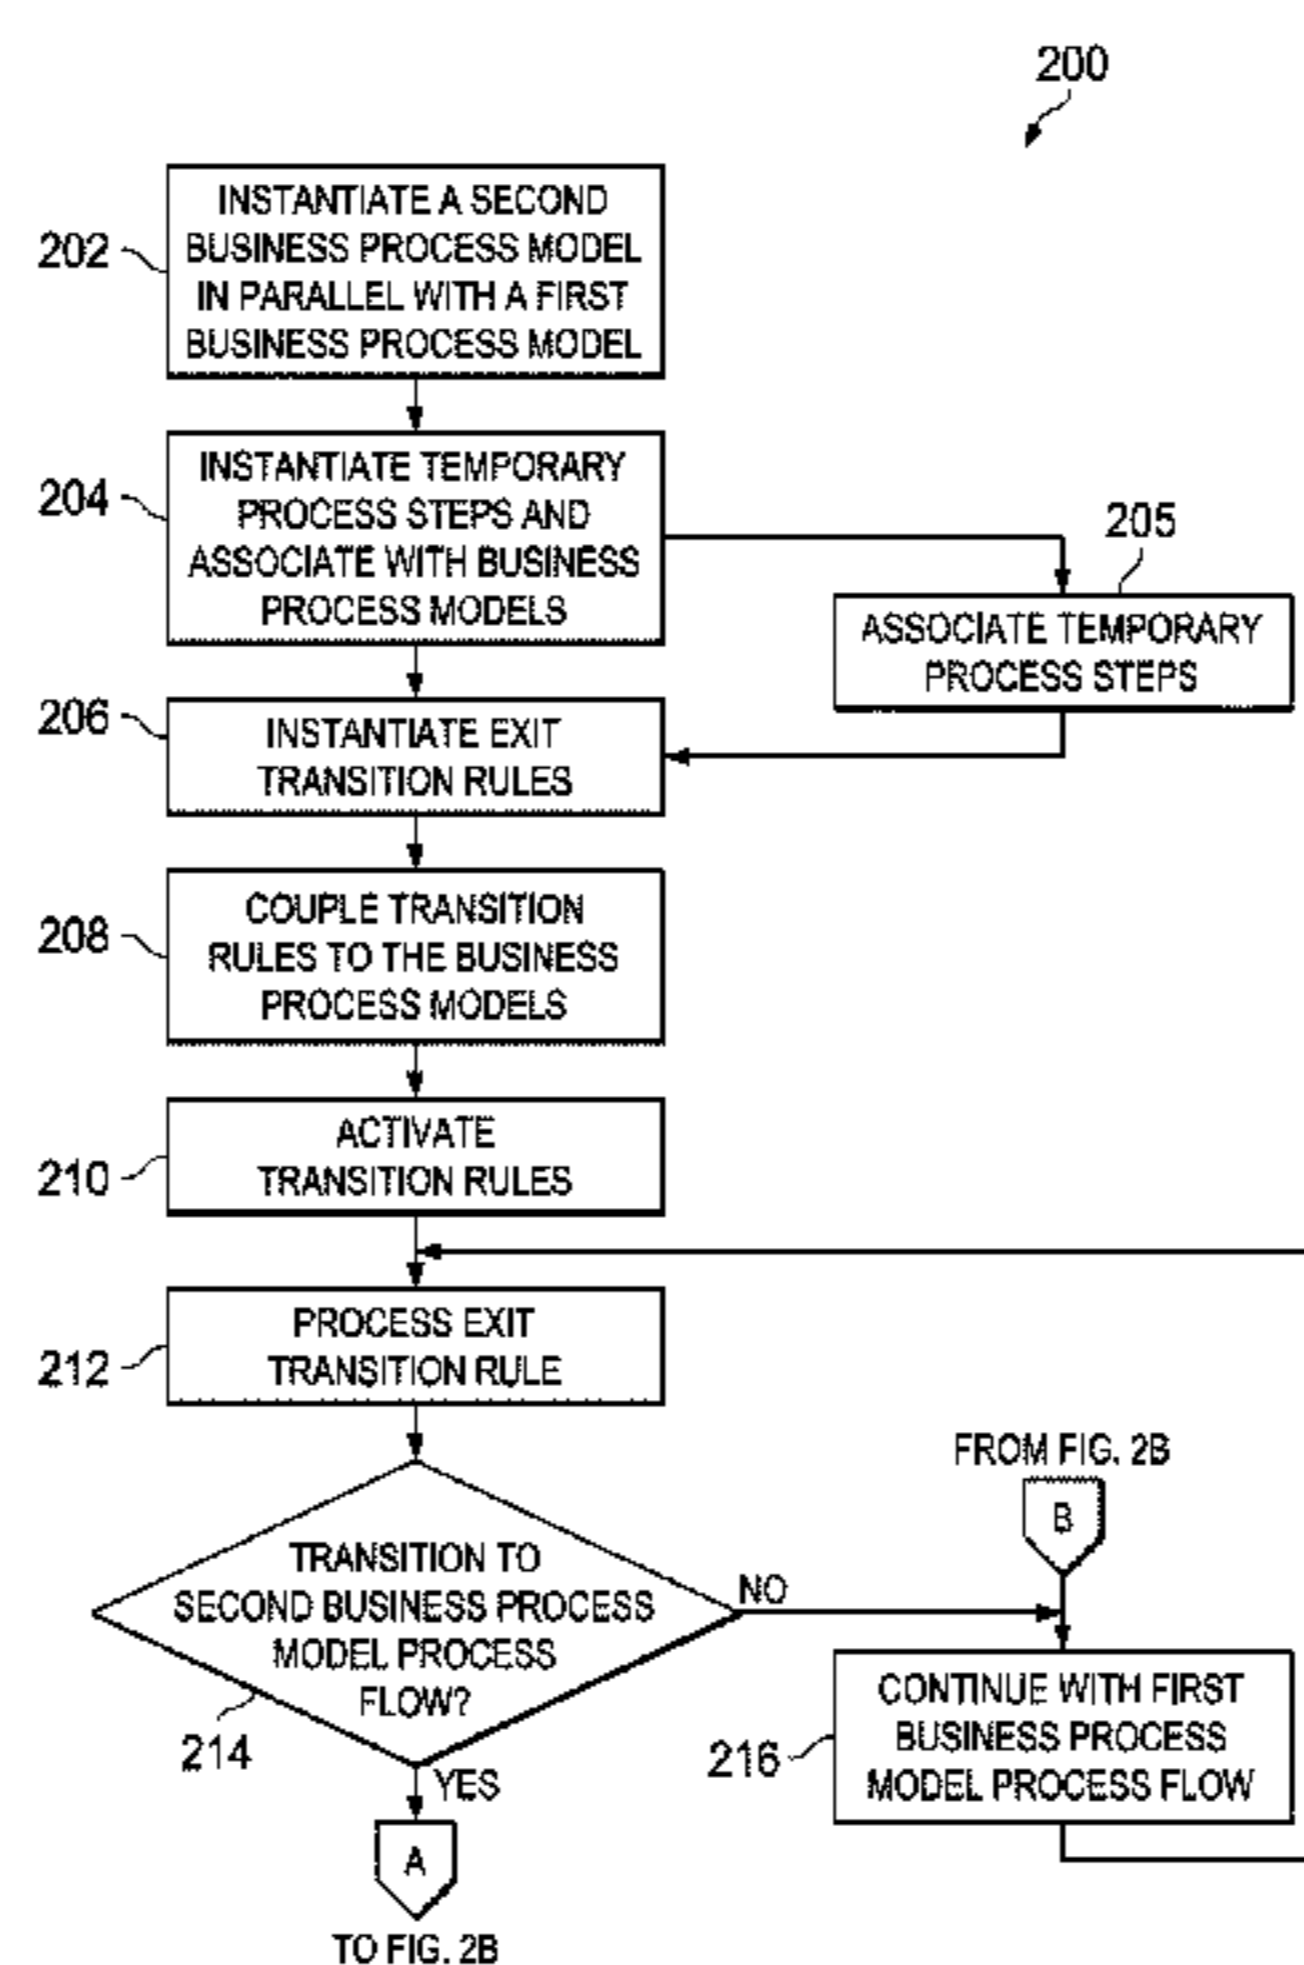 200
202
INSTANTIATE A SECOND
BUSINESS PROCESS MODEL
IN PARALLEL WITH A FIRST
BUSINESS PROCESS MODEL
204
INSTANTIATE TEMPORARY
PROCESS STEPS AND
ASSOCIATE WITH BUSINESS
PROCESS MODELS
205
ASSOCIATE TEMPORARY
PROCESS STEPS
206
INSTANTIATE EXIT
TRANSITION RULES
208
COUPLE TRANSITION
RULES TO THE BUSINESS
PROCESS MODELS
210
ACTIVATE
TRANSITION RULES
212
PROCESS EXIT
TRANSITION RULE
FROM FIG. 2B
B
TRANSITION TO
SECOND BUSINESS PROCESS
MODEL PROCESS
FLOW?
NO
214
216
CONTINUE WITH FIRST
BUSINESS PROCESS
MODEL PROCESS FLOW
YES
A
TO FIG. 2B